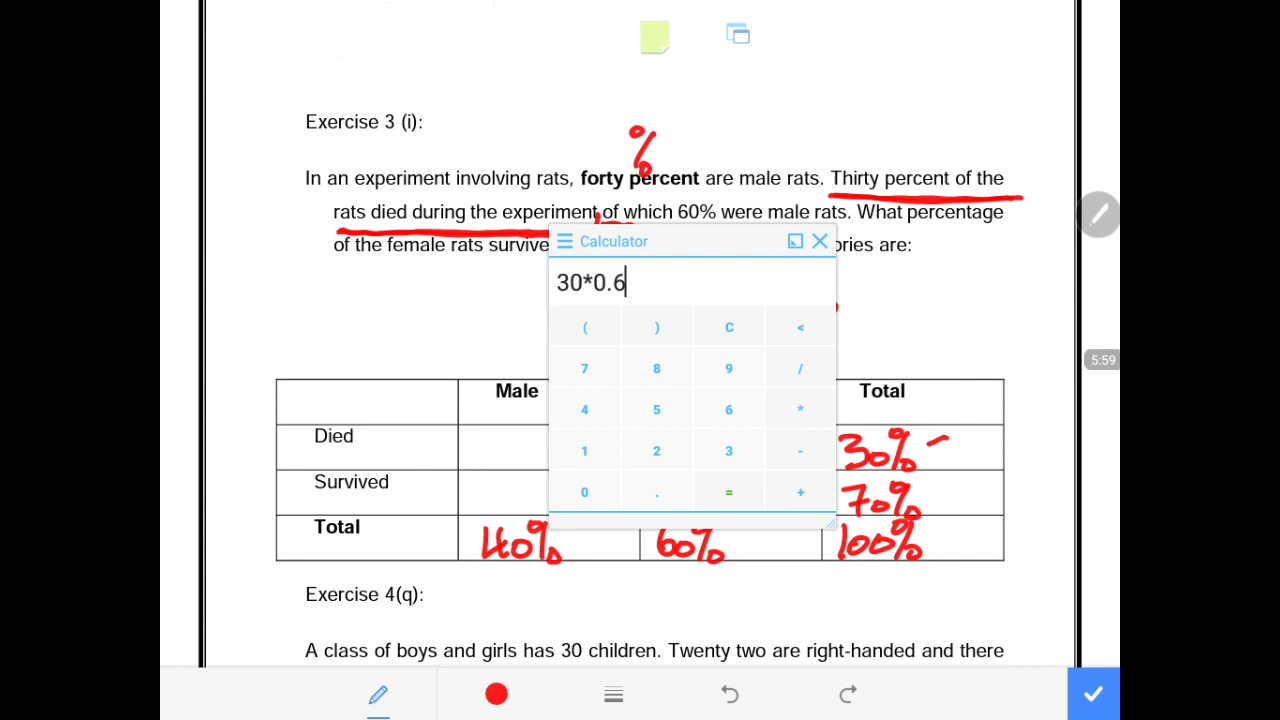 Exercise 3 (i):
%
In an experiment involving rats, forty percent are male rats. Thirty percent of the
rats died during the experiment of which 60% were male rats. What percentage
of the female rats survive
ories are:
Calculator
30*0.6
( ) C <
7 8 9 /
4 5 6 *
1 2 3 -
0 . = +
5:59
Male Total
Died 30%
Survived 70%
Total 40% 60% 100%
Exercise 4(q):
A class of boys and girls has 30 children. Twenty two are right-handed and there